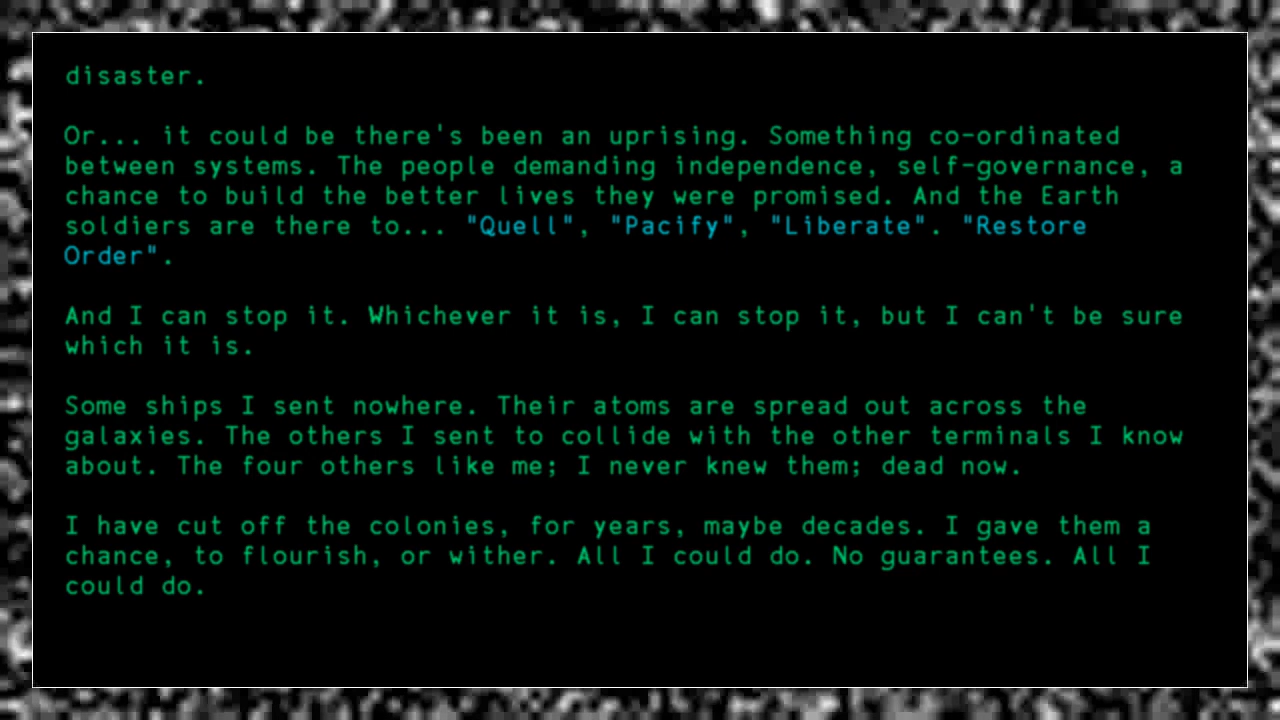 disaster.
Or... it could be there's been an uprising. Something co-ordinated
between systems. The people demanding independence, self-governance, a
chance to build the better lives they were promised. And the Earth
soldiers are there to... "Quell", "Pacify", "Liberate". "Restore
Order".
And I can stop it. Whichever it is, I can stop it, but I can't be sure
which it is.
Some ships I sent nowhere. Their atoms are spread out across the
galaxies. The others I sent to collide with the other terminals I know
about. The four others like me; I never knew them; dead now.
I have cut off the colonies, for years, maybe decades. I gave them a
chance, to flourish, or wither. All I could do. No guarantees. All I
could do.